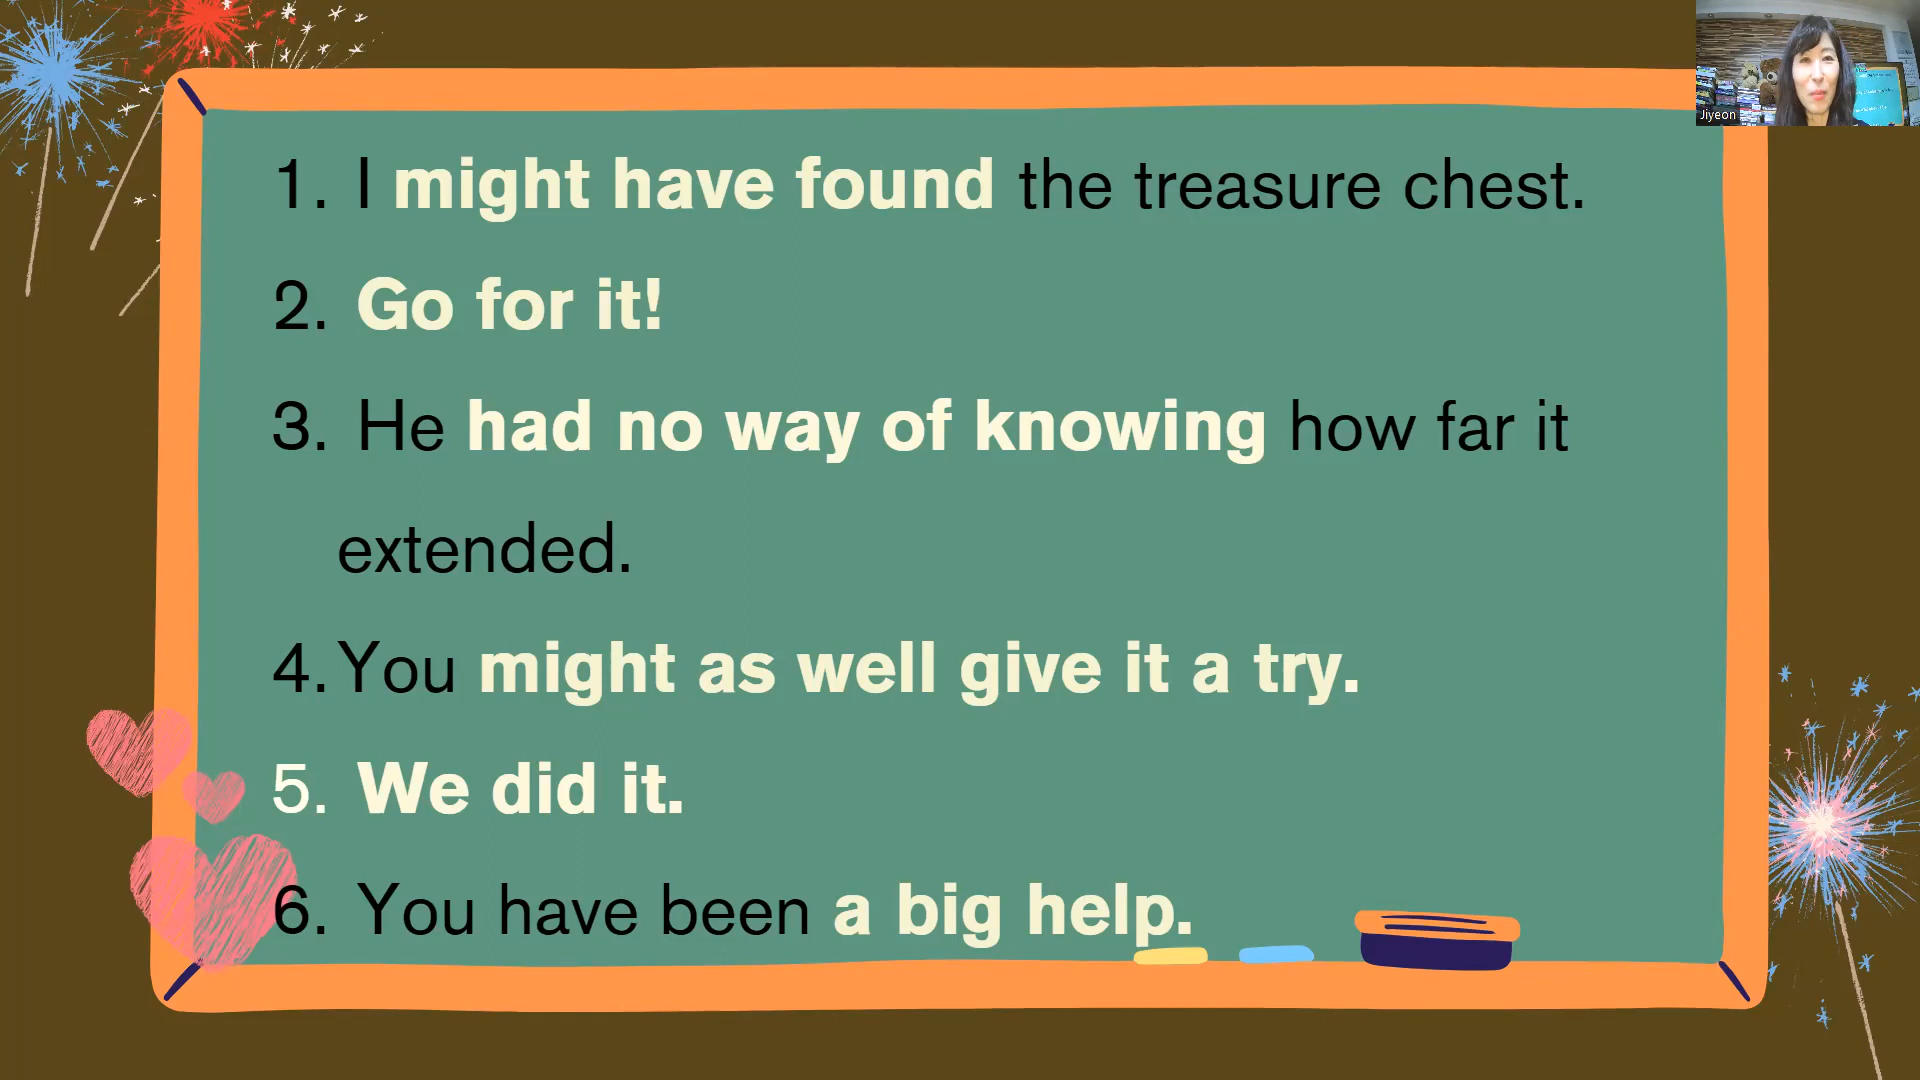 Jiyeon
1. I might have found the treasure chest.
2. Go for it!
3. He had no way of knowing how far it
extended.
4. You might as well give it a try.
5. We did it.
6. You have been a big help.